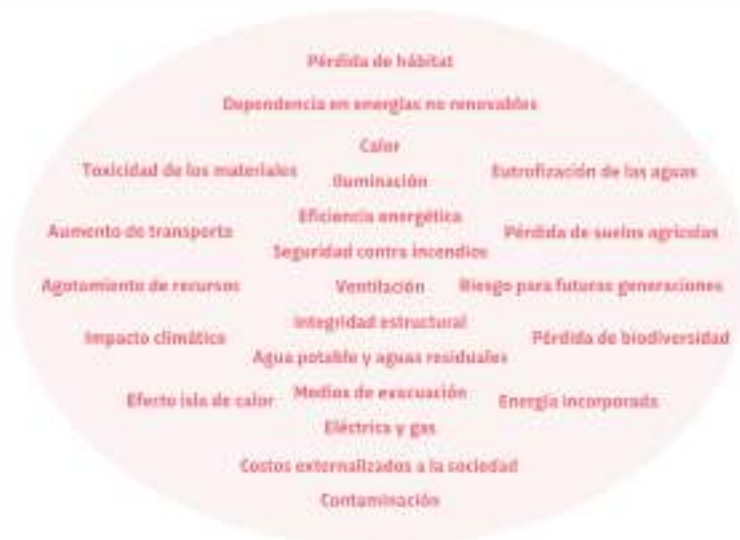 Pérdida de hábitat
Dependencia en energías no renovables
Calor
Toxicidad de los materiales
Iluminación
Eutrofización de las aguas
Eficiencia energética
Aumento de transporte
Pérdida de suelos agrícolas
Seguridad contra incendios
Agotamiento de recursos
Ventilación
Riesgo para futuras generaciones
Integridad estructural
Impacto climático
Pérdida de biodiversidad
Agua potable y aguas residuales
Efecto isla de calor
Medios de evacuación
Energía incorporada
Eléctrica y gas
Costos externalizados a la sociedad
Contaminación